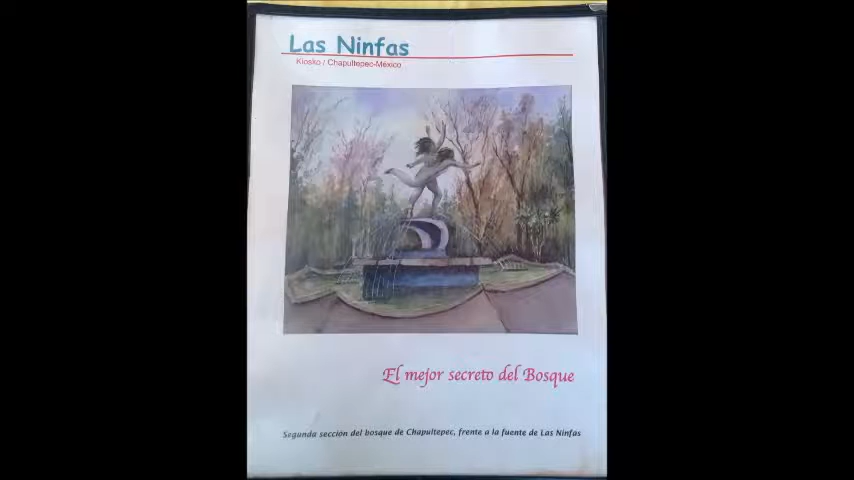 Las Ninfas
Kiosko / Chapultepec-México
El mejor secreto del Bosque
Segunda sección del bosque de Chapultepec, frente a la fuente de Las Ninfas